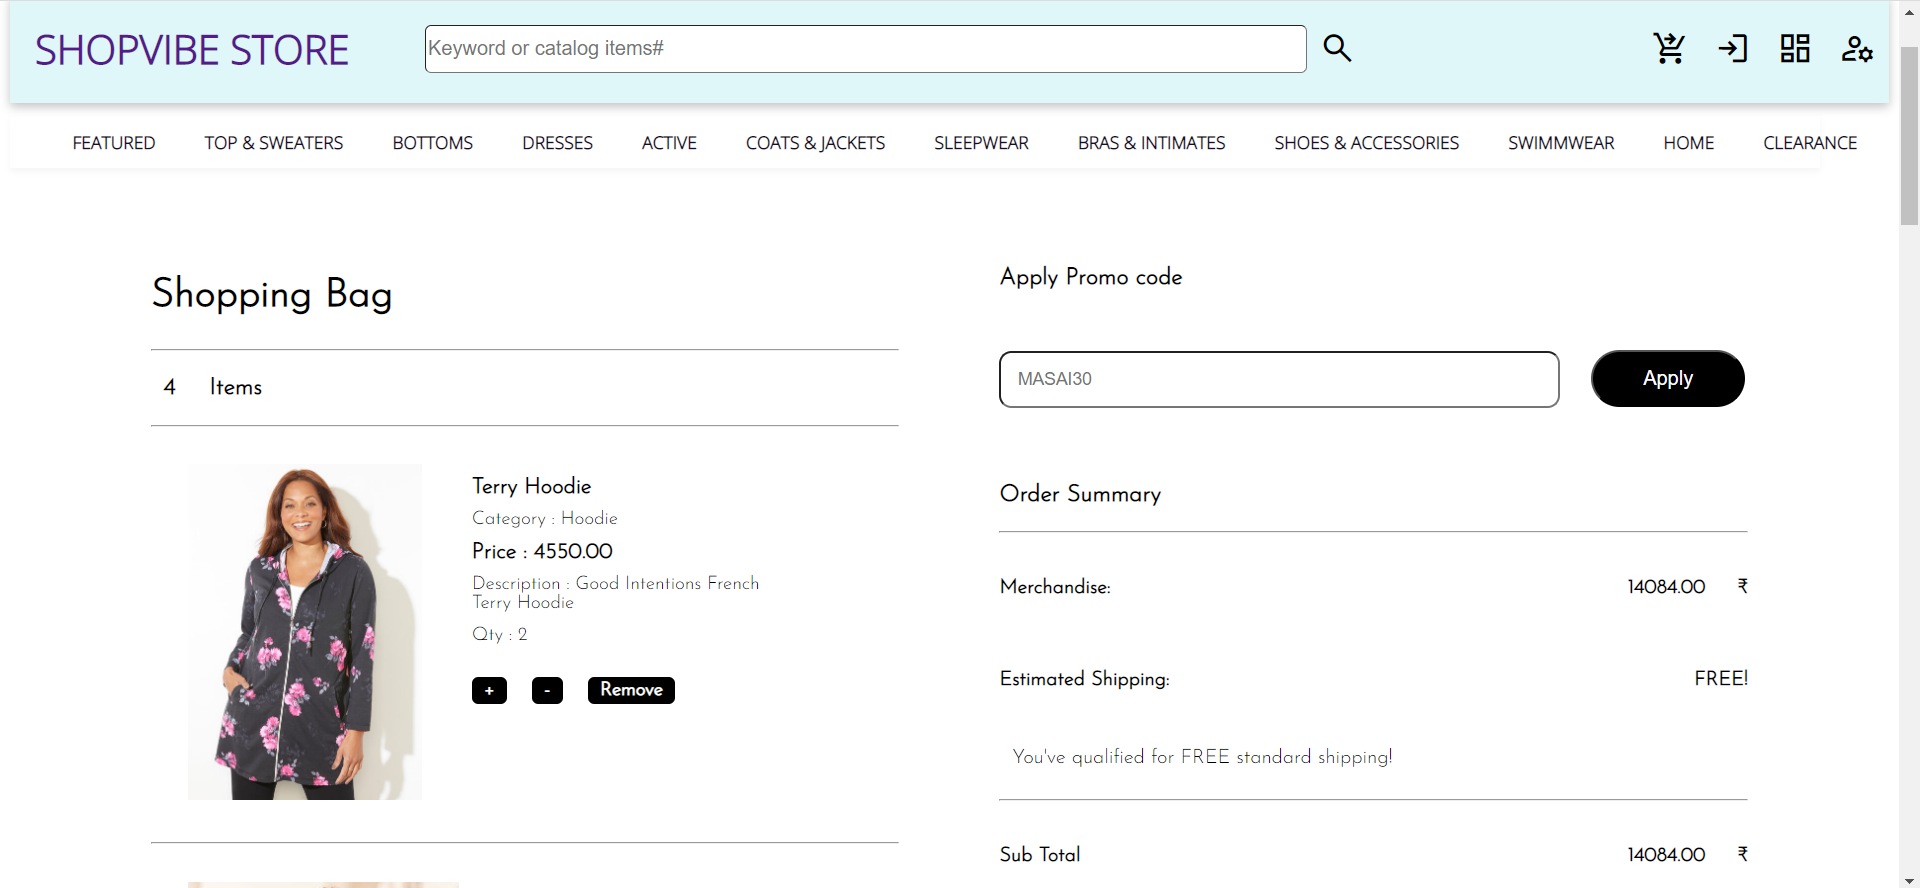 SHOPVIBE STORE
Keyword or catalog items#
FEATURED TOP & SWEATERS BOTTOMS DRESSES ACTIVE COATS & JACKETS SLEEPWEAR BRAS & INTIMATES SHOES & ACCESSORIES SWIMMWEAR HOME CLEARANCE
Shopping Bag
4 Items
Terry Hoodie
Category : Hoodie
Price : 4550.00
Description : Good Intentions French
Terry Hoodie
Qty : 2
+ - Remove
Apply Promo code
MASAI30 Apply
Order Summary
Merchandise: 14084.00 ₹
Estimated Shipping: FREE!
You've qualified for FREE standard shipping!
Sub Total 14084.00 ₹